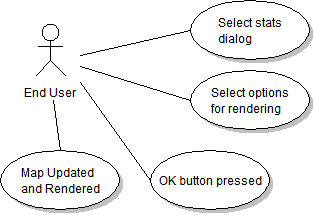 Select stats
dialog
End User
Select options
for rendering
Map Updated
and Rendered
OK button pressed